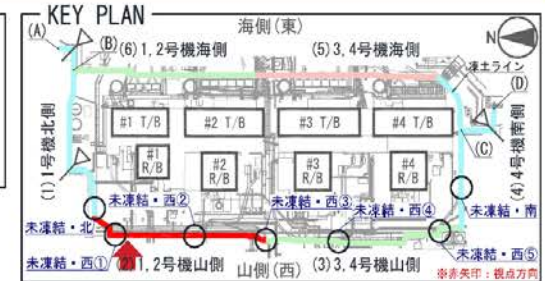 KEY PLAN
海側(東)
N
(A)
(B)
(6)1,2号機海側
(5)3,4号機海側
凍土ライン
(D)
#1 T/B
#2 T/B
#3 T/B
#4 T/B
(C)
(1)1号機北側
#1
R/B
#2
R/B
#3
R/B
#4
R/B
(4)4号機南側
未凍結・西②
未凍結・西③
未凍結・西④
未凍結・南
未凍結・北
未凍結・西①
(2)1,2号機山側
山側(西)
(3)3,4号機山側
未凍結・西⑤
※赤矢印：視点方向